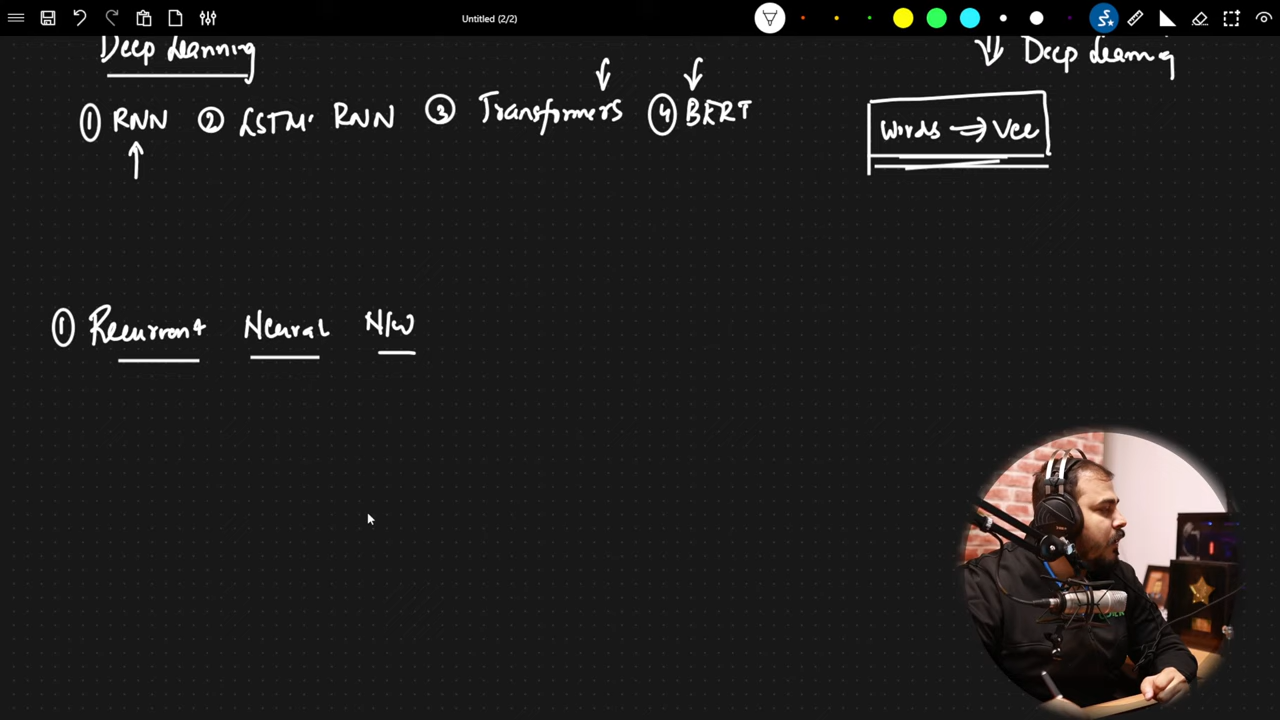 Untitled (2/2)
Deep Learning
① RNN ② LSTM RNN ③ Transformers ④ BERT
① Recurrent Neural N/W
Deep Learning
Words ⇒ Vec